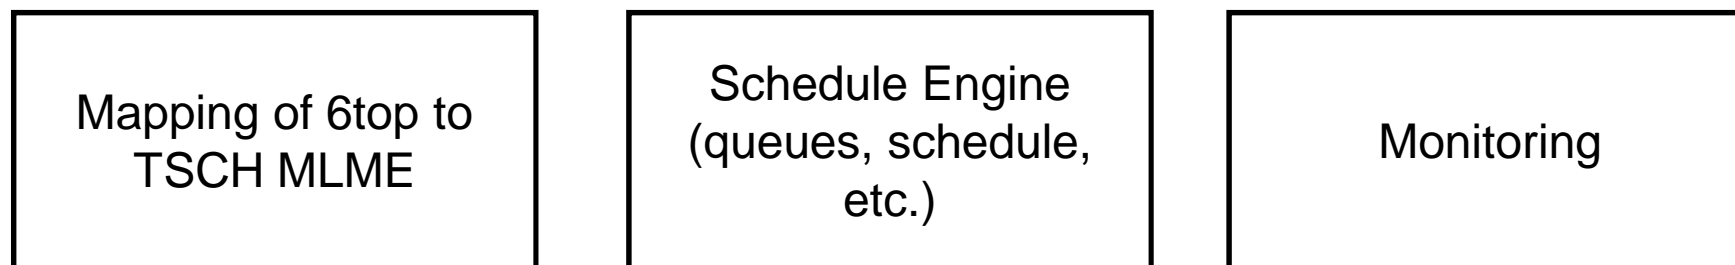 Mapping of 6top to
TSCH MLME
Schedule Engine
(queues, schedule,
etc.)
Monitoring